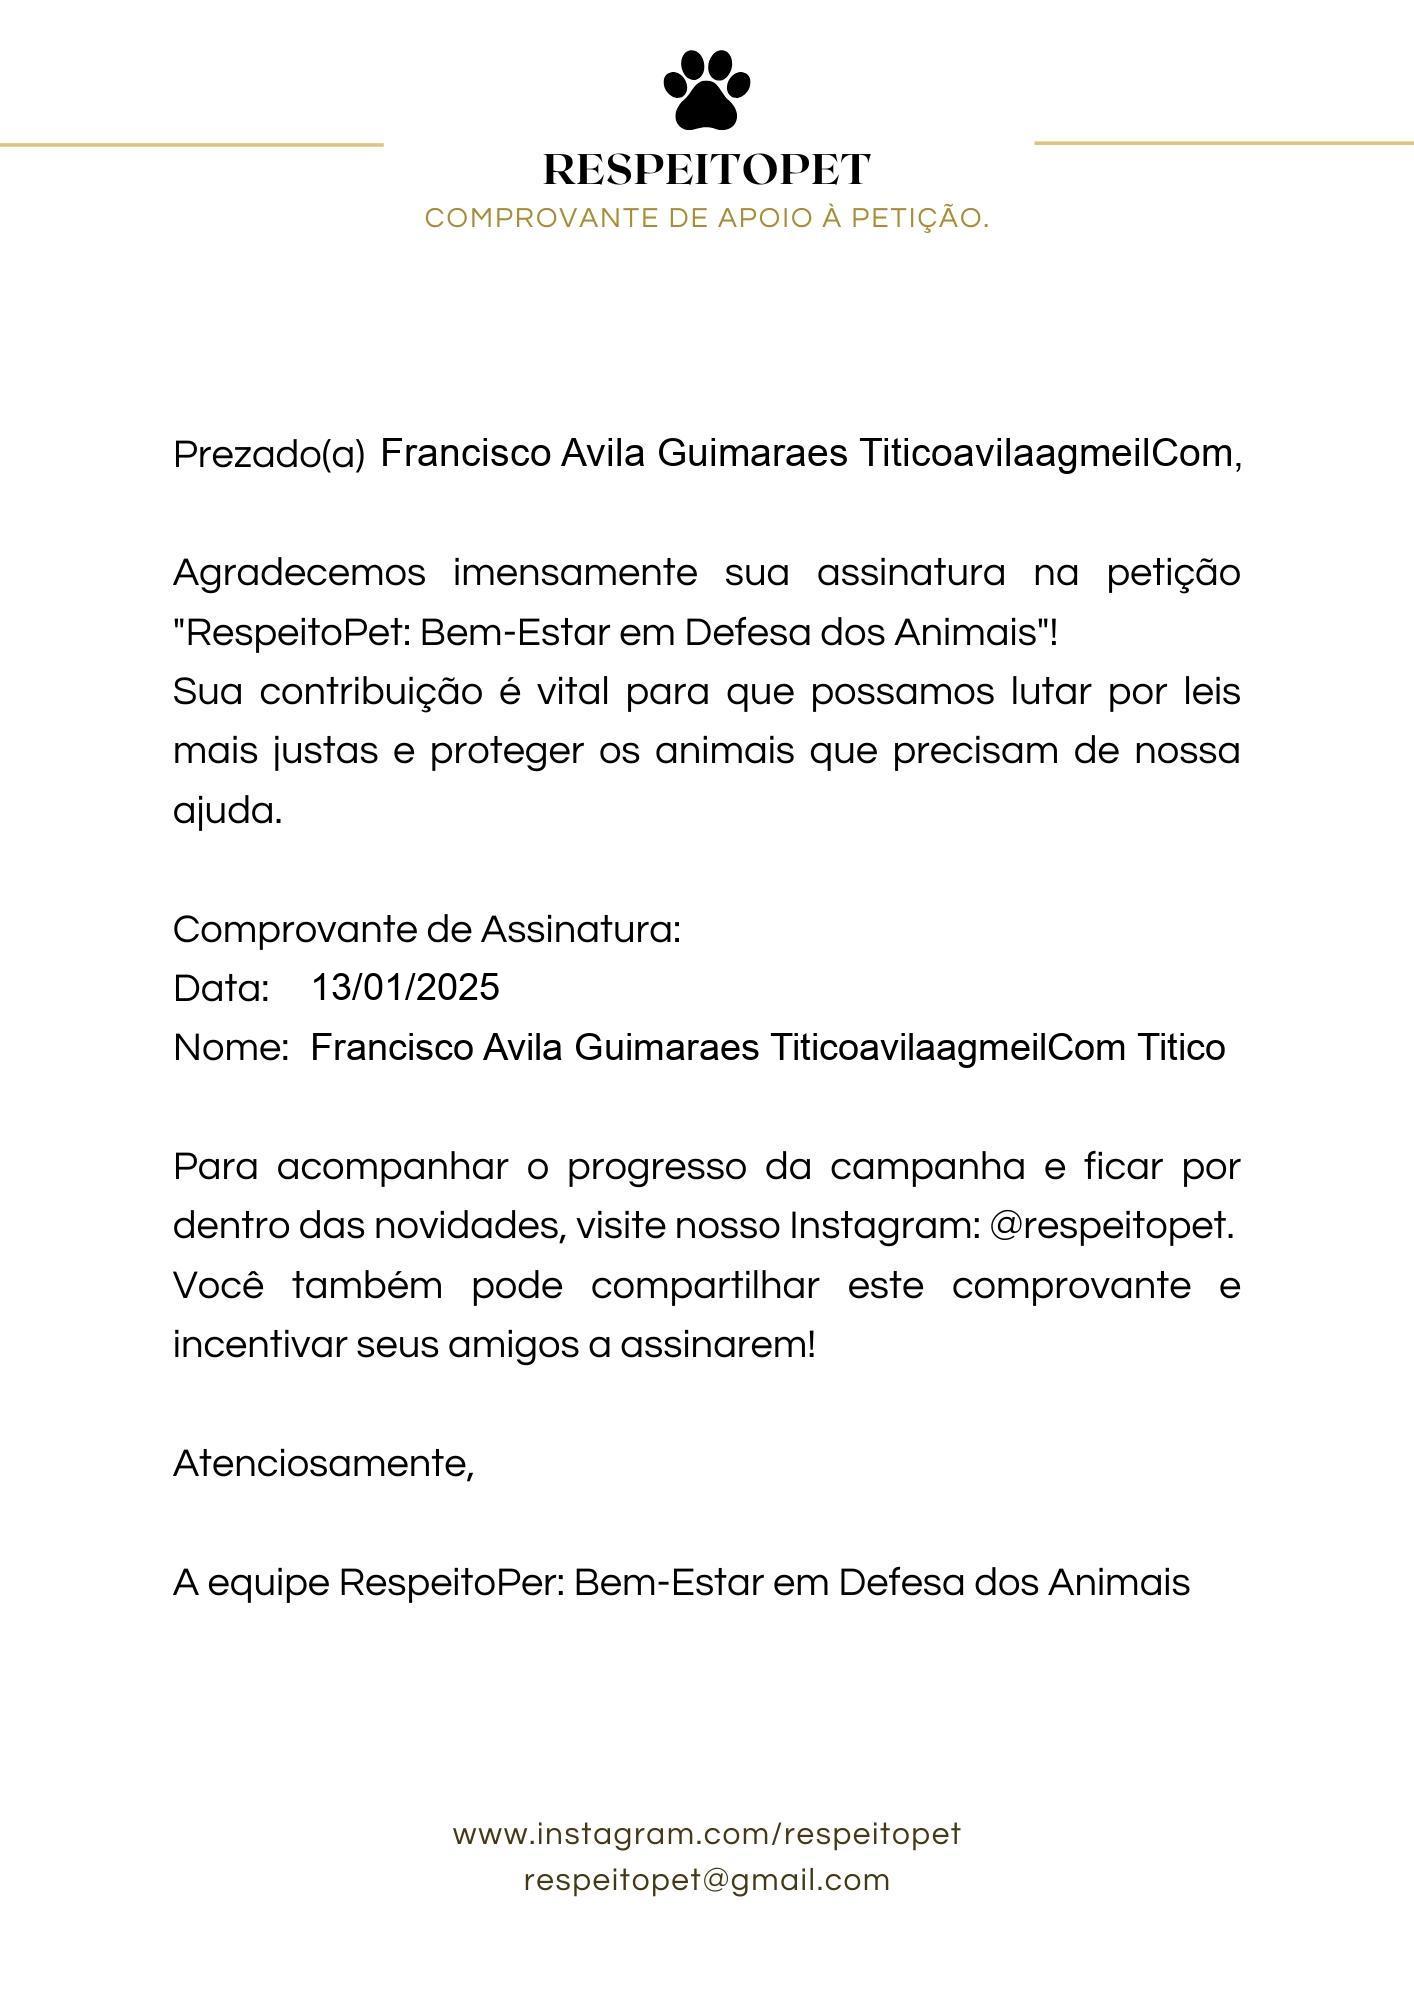 RESPEITOPET
COMPROVANTE DE APOIO À PETIÇÃO.
Prezado(a) Francisco Avila Guimaraes TiticoavilaagmeilCom,
Agradecemos imensamente sua assinatura na petição
"RespeitoPet: Bem-Estar em Defesa dos Animais"!
Sua contribuição é vital para que possamos lutar por leis
mais justas e proteger os animais que precisam de nossa
ajuda.
Comprovante de Assinatura:
Data: 13/01/2025
Nome: Francisco Avila Guimaraes TiticoavilaagmeilCom Titico
Para acompanhar o progresso da campanha e ficar por
dentro das novidades, visite nosso Instagram: @respeitopet.
Você também pode compartilhar este comprovante e
incentivar seus amigos a assinarem!
Atenciosamente,
A equipe RespeitoPer: Bem-Estar em Defesa dos Animais
www.instagram.com/respeitopet
respeitopet@gmail.com